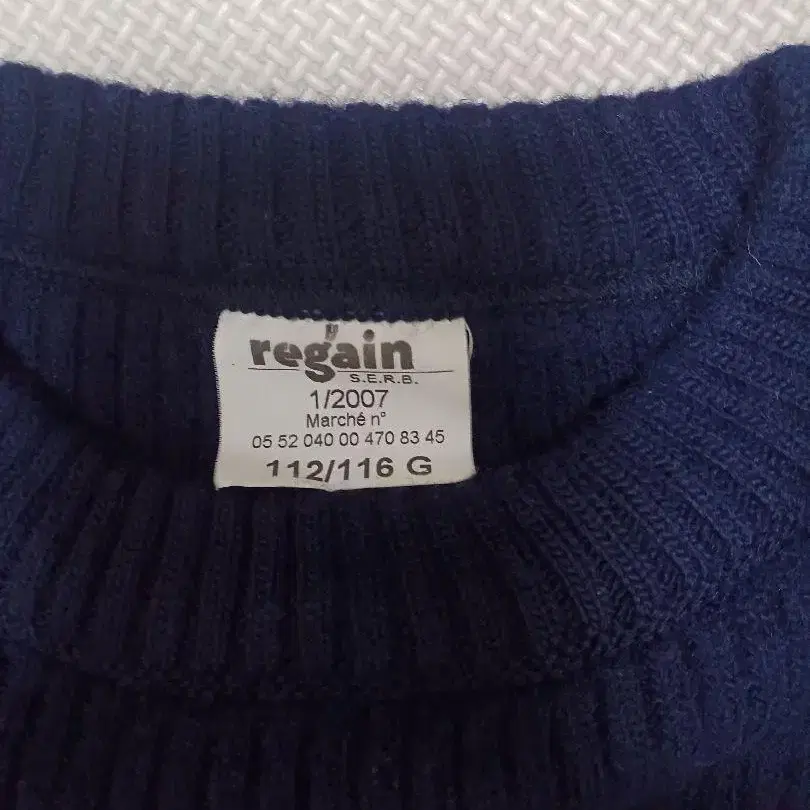 regain
S.E.R.B.
1/2007
Marché n°
05 52 040 00 470 83 45
112/116 G